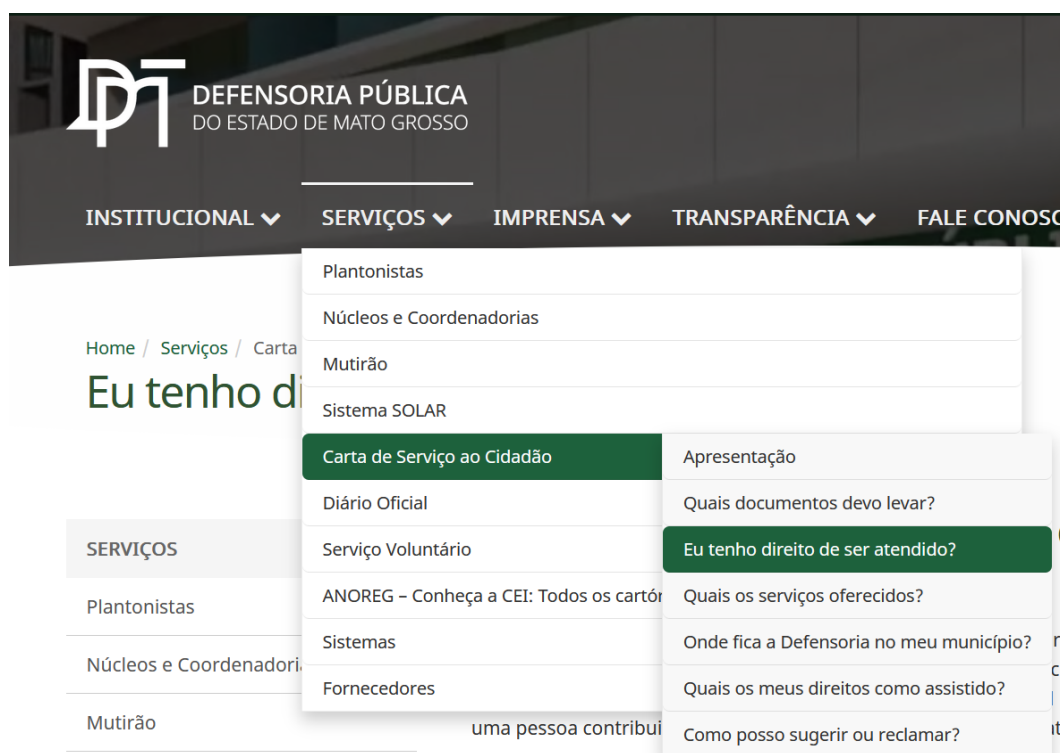 DEFENSORIA PÚBLICA
DO ESTADO DE MATO GROSSO
INSTITUCIONAL
SERVIÇOS
IMPRENSA
TRANSPARÊNCIA
FALE CONOSC
Plantonistas
Núcleos e Coordenadorias
Mutirão
Sistema SOLAR
Carta de Serviço ao Cidadão
Diário Oficial
Serviço Voluntário
ANOREG – Conheça a CEI: Todos os cartór
Sistemas
Fornecedores
Apresentação
Quais documentos devo levar?
Eu tenho direito de ser atendido?
Quais os serviços oferecidos?
Onde fica a Defensoria no meu município?
Quais os meus direitos como assistido?
Como posso sugerir ou reclamar?
Home / Serviços / Carta
Eu tenho di
SERVIÇOS
Plantonistas
Núcleos e Coordenadori
Mutirão
uma pessoa contribui